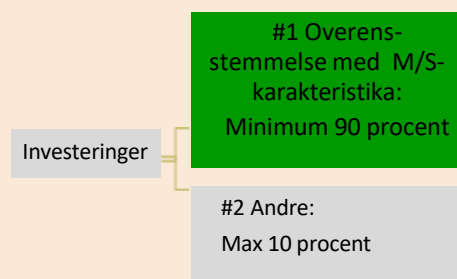 #1 Overens-
stemmelse med M/S-
karakteristika:
Minimum 90 procent
Investeringer
#2 Andre:
Max 10 procent